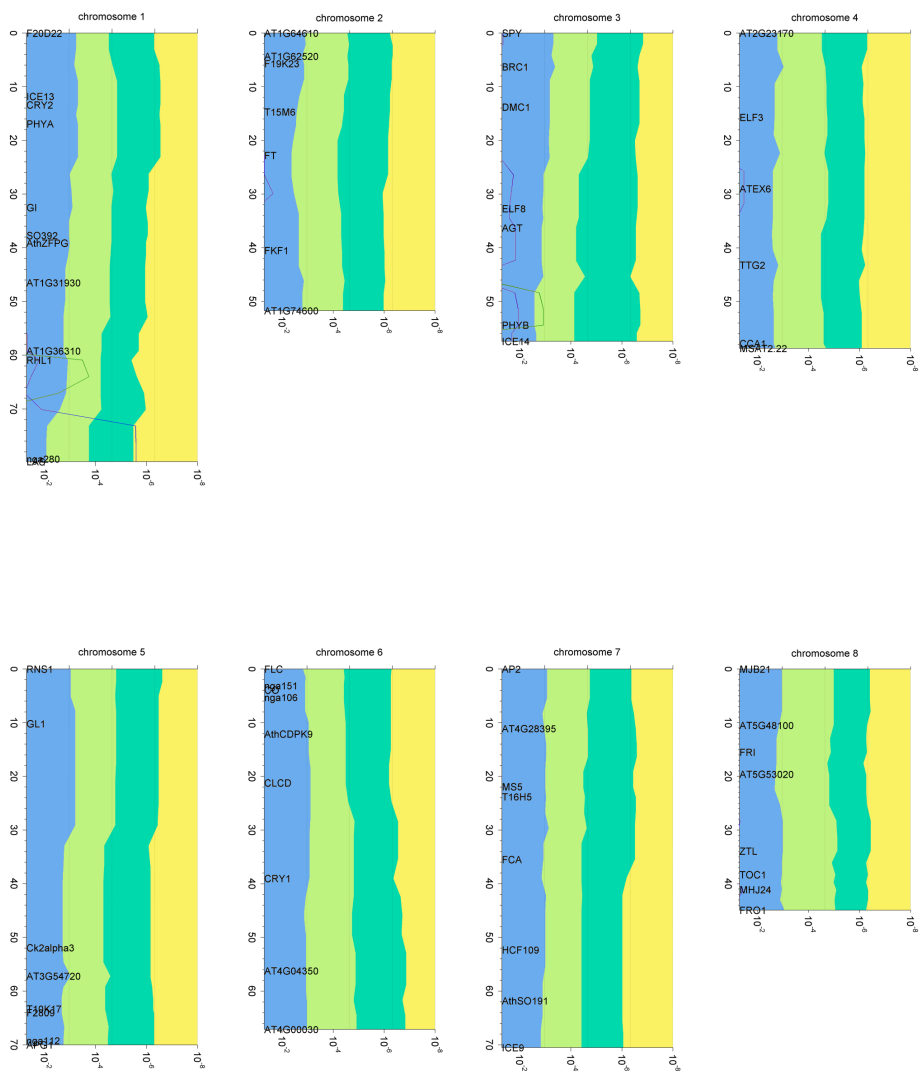 chromosome 1
0
10
20
30
40
50
60
70
F20D22
ICE13
CRY2
PHYA
GI
SO392
AthZFPG
AT1G31930
AT1G36310
RHL1
nga280
10⁻²
10⁻⁴
10⁻⁶
10⁻⁸
chromosome 2
0
10
20
30
40
50
AT1G64610
AT1G62520
F19K23
T15M6
FT
FKF1
AT1G74600
10⁻²
10⁻⁴
10⁻⁶
10⁻⁸
chromosome 3
0
10
20
30
40
50
SPY
BRC1
DMC1
ELF8
AGT
PHYB
ICE14
10⁻²
10⁻⁴
10⁻⁶
10⁻⁸
chromosome 4
0
10
20
30
40
50
AT2G23170
ELF3
ATEX6
TTG2
CCA1
MSAT2.22
10⁻²
10⁻⁴
10⁻⁶
10⁻⁸
chromosome 5
0
10
20
30
40
50
60
70
RNS1
GL1
Ck2alpha3
AT3G54720
T10K17
nga112
10⁻²
10⁻⁴
10⁻⁶
10⁻⁸
chromosome 6
0
10
20
30
40
50
60
FLC
nga151
CO
nga106
AthCDPK9
CLCD
CRY1
AT4G04350
AT4G00030
10⁻²
10⁻⁴
10⁻⁶
10⁻⁸
chromosome 7
0
10
20
30
40
50
60
70
AP2
AT4G28395
MS5
T16H5
FCA
HCF109
AthSO191
ICE9
10⁻²
10⁻⁴
10⁻⁶
10⁻⁸
chromosome 8
0
10
20
30
40
MJB21
AT5G48100
FRI
AT5G53020
ZTL
TOC1
MHJ24
FRO1
10⁻²
10⁻⁴
10⁻⁶
10⁻⁸